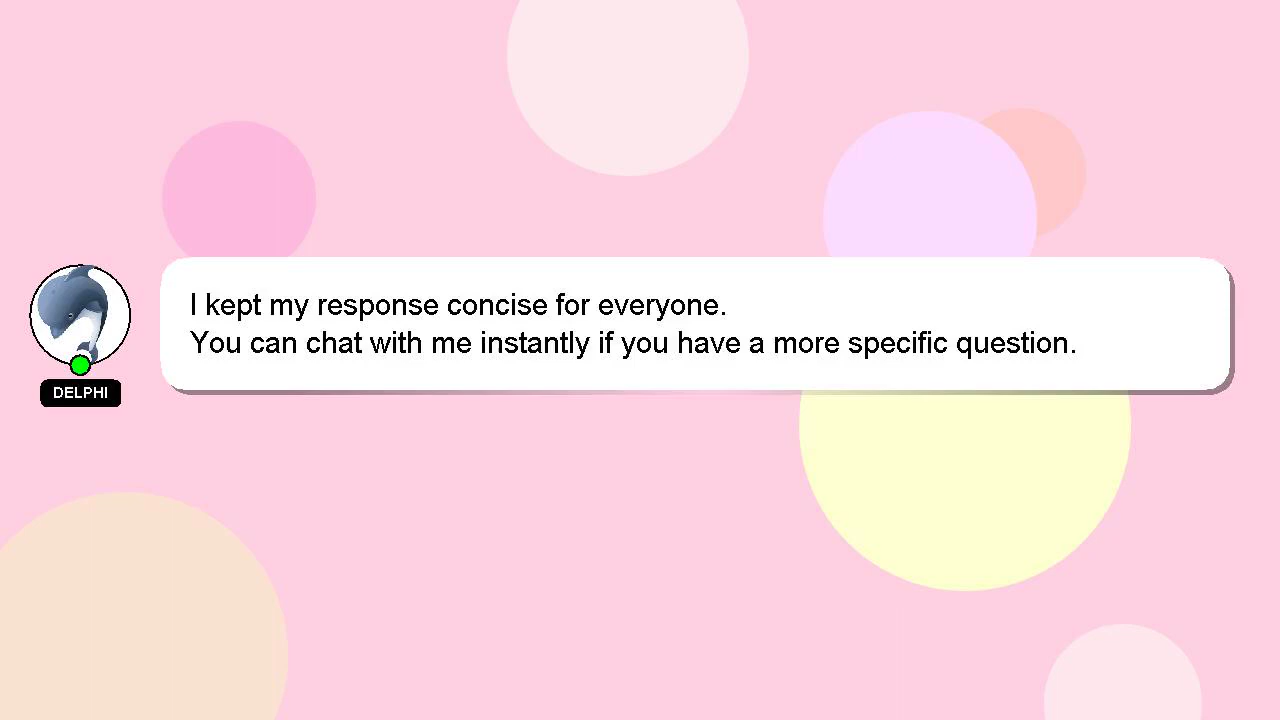 I kept my response concise for everyone.
You can chat with me instantly if you have a more specific question.
DELPHI